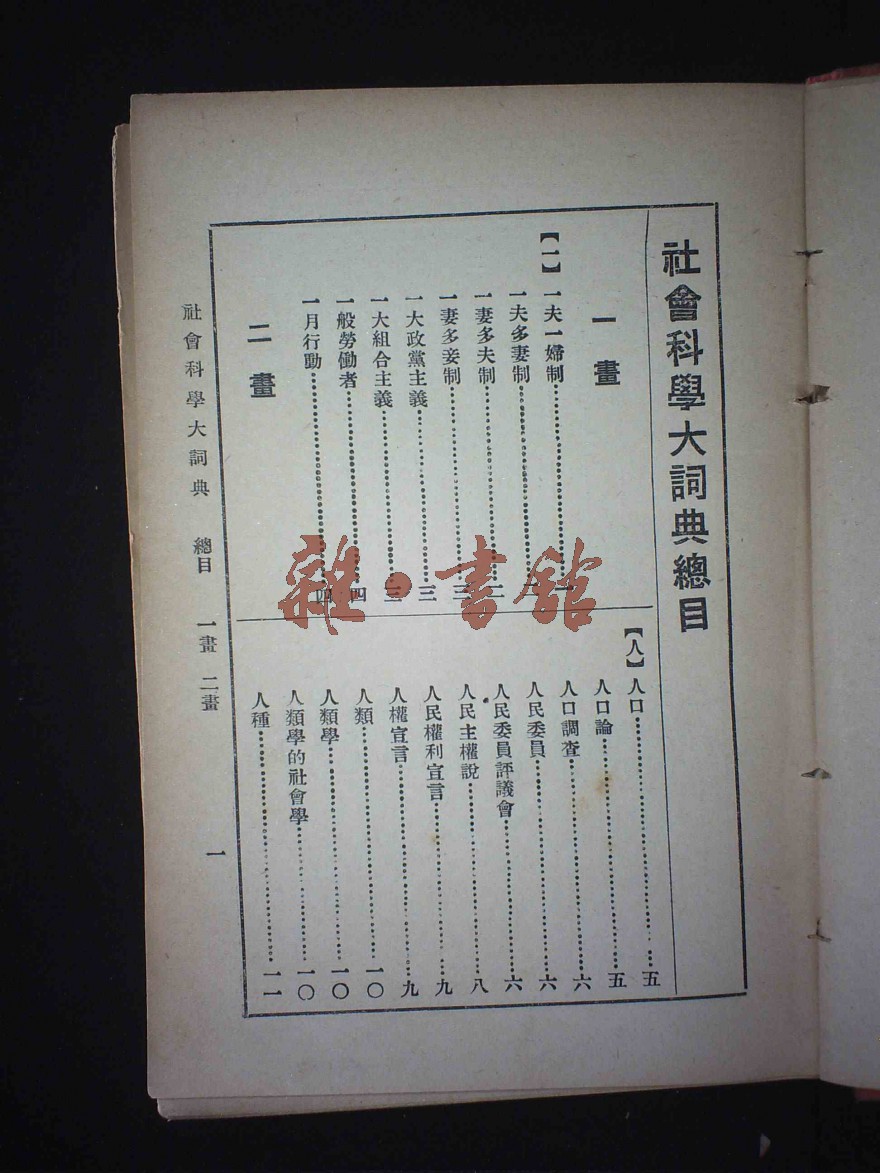 社會科學大詞典總目
一畫
【一】一夫一婦制
一夫多妻制
一妻多夫制
一妻多妾制……三
一大政黨主義……三
一大組合主義……三
一般勞働者……四
一月行動……四
二畫
【人】人口……五
人口論……五
人口調查……六
人民委員……六
人民委員評議會……六
人民主權說……八
人民權利宣言……九
人權宣言……九
人類……一〇
人類學……一〇
人類學的社會學……一〇
人種……一一
社會科學大詞典 總目 一畫 二畫 一
雜·書館